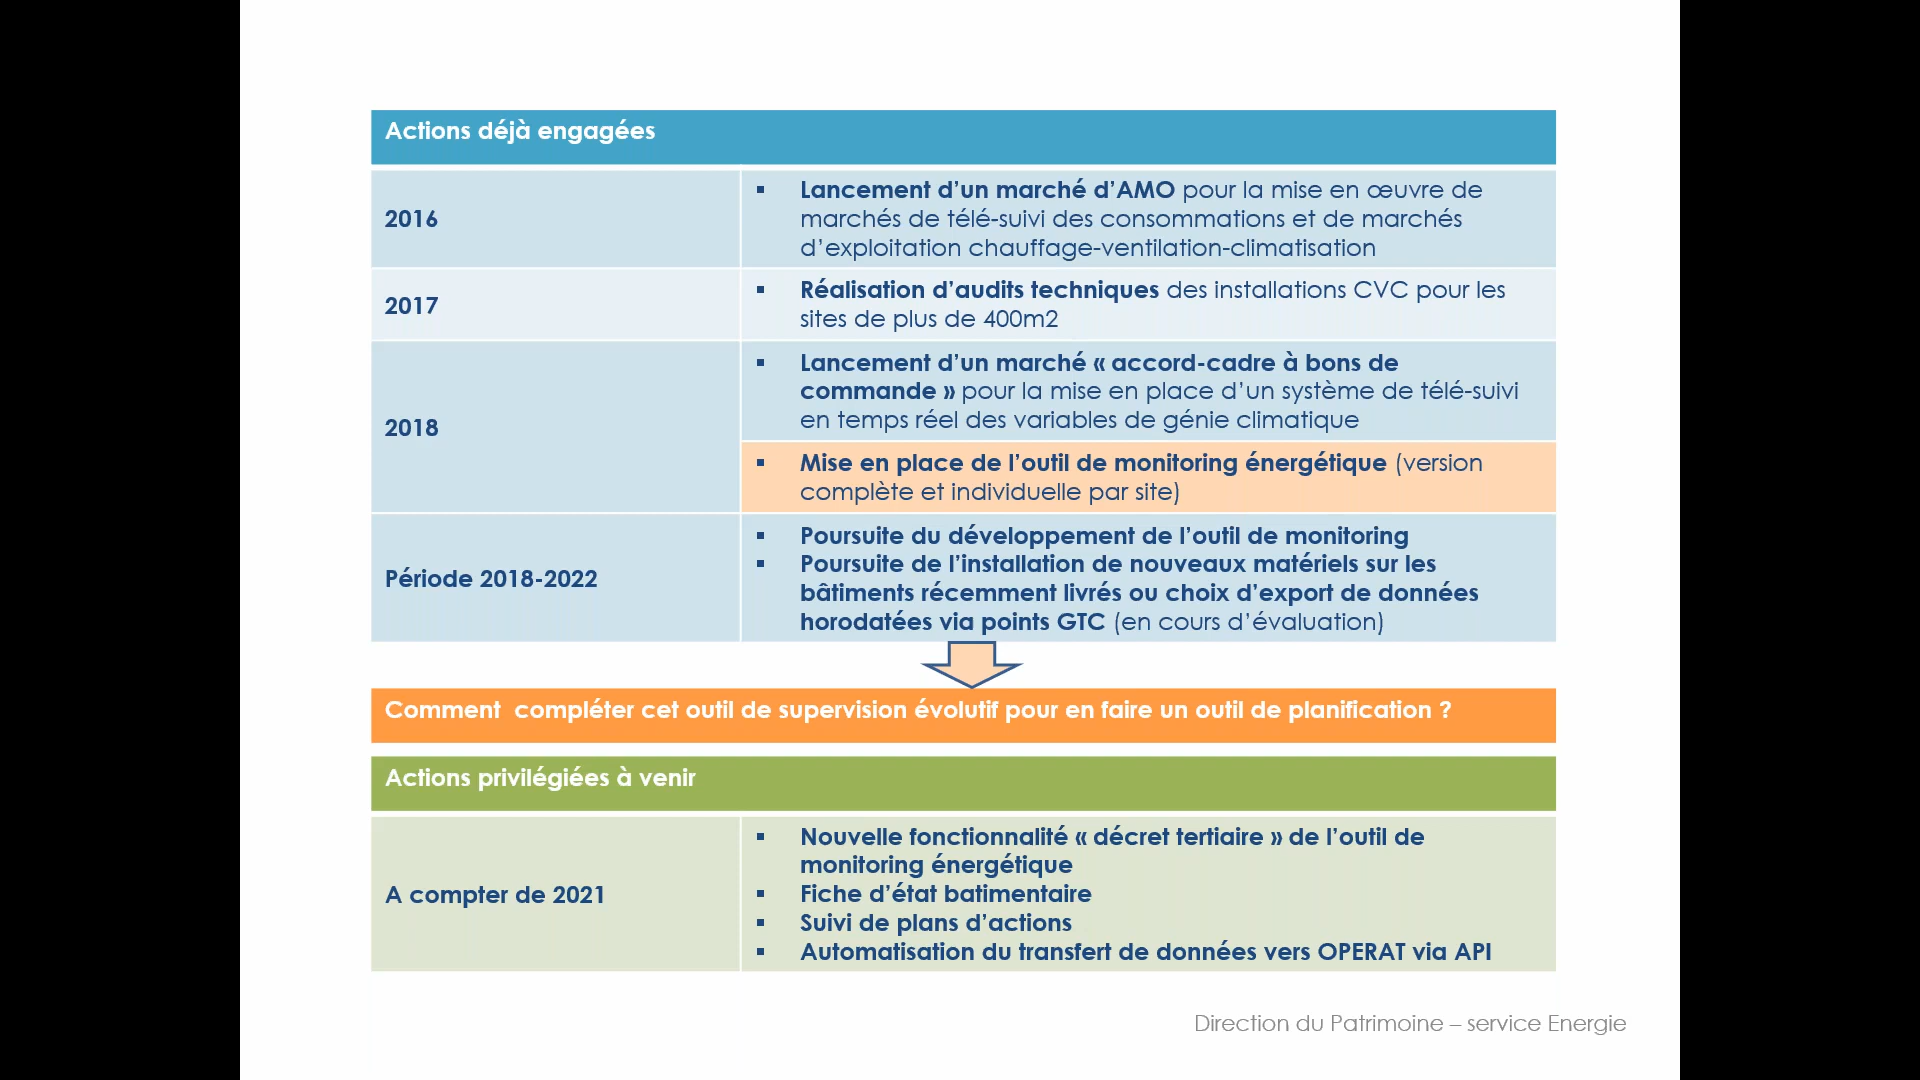 Actions déjà engagées
2016
▪ Lancement d’un marché d’AMO pour la mise en œuvre de
marchés de télé-suivi des consommations et de marchés
d’exploitation chauffage-ventilation-climatisation
2017
▪ Réalisation d’audits techniques des installations CVC pour les
sites de plus de 400m2
2018
▪ Lancement d’un marché « accord-cadre à bons de
commande » pour la mise en place d’un système de télé-suivi
en temps réel des variables de génie climatique
▪ Mise en place de l’outil de monitoring énergétique (version
complète et individuelle par site)
Période 2018-2022
▪ Poursuite du développement de l’outil de monitoring
▪ Poursuite de l’installation de nouveaux matériels sur les
bâtiments récemment livrés ou choix d’export de données
horodatées via points GTC (en cours d’évaluation)
Comment compléter cet outil de supervision évolutif pour en faire un outil de planification ?
Actions privilégiées à venir
A compter de 2021
▪ Nouvelle fonctionnalité « décret tertiaire » de l’outil de
monitoring énergétique
▪ Fiche d’état batimentaire
▪ Suivi de plans d’actions
▪ Automatisation du transfert de données vers OPERAT via API
Direction du Patrimoine – service Energie